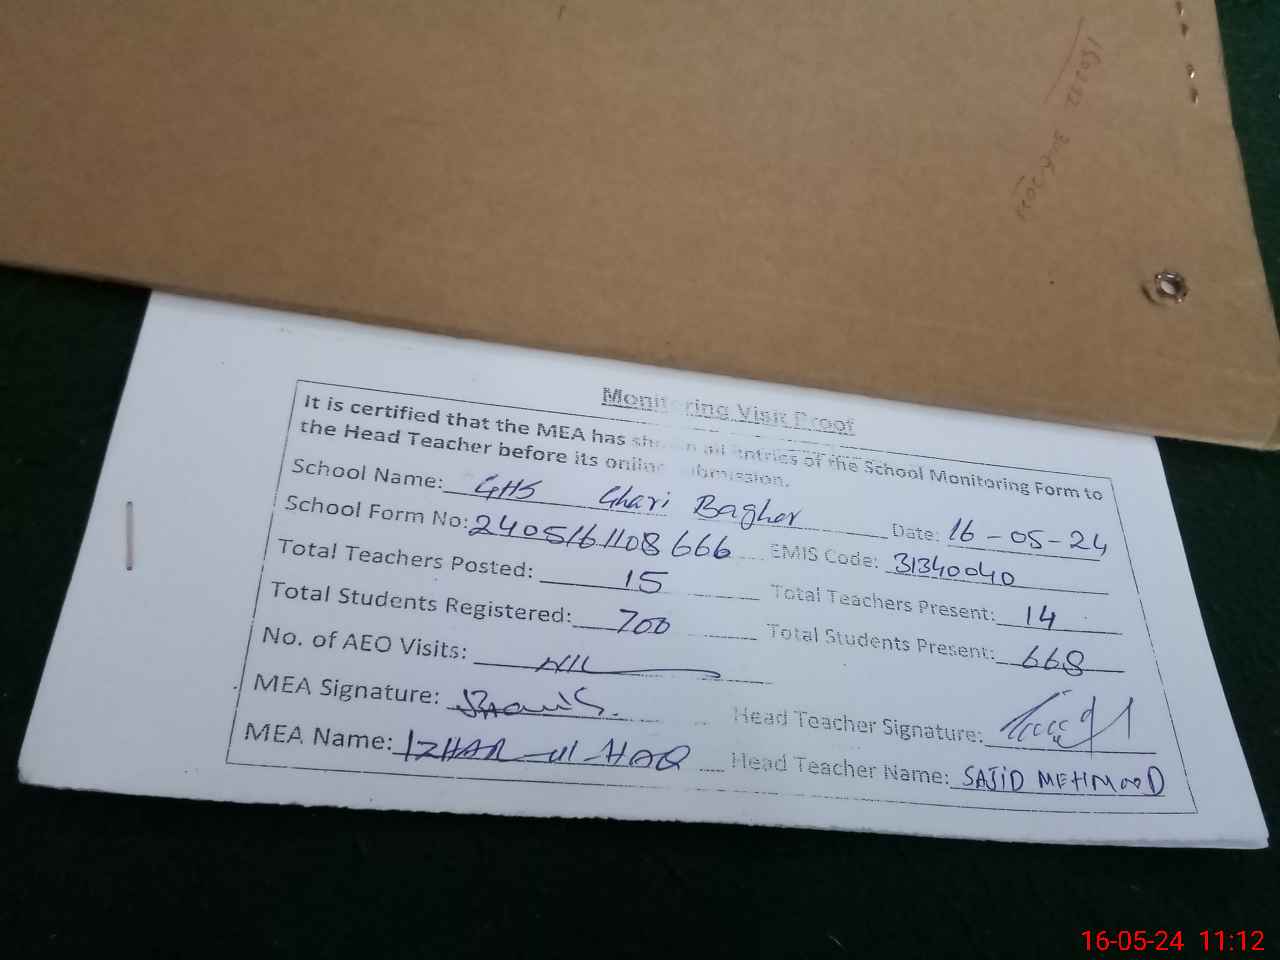 Monitoring Visit Proof
It is certified that the MEA has shown all entries of the School Monitoring Form to
the Head Teacher before its online submission.
School Name: GHS Ghari Baghor Date: 16-05-24
School Form No: 2405161108666 EMIS Code: 31340040
Total Teachers Posted: 15 Total Teachers Present: 14
Total Students Registered: 700 Total Students Present: 668
No. of AEO Visits: NIL
MEA Signature: Head Teacher Signature:
MEA Name: IZHAR-ul-HAQ Head Teacher Name: SAJID MEHMOOD
16-05-24 11:12